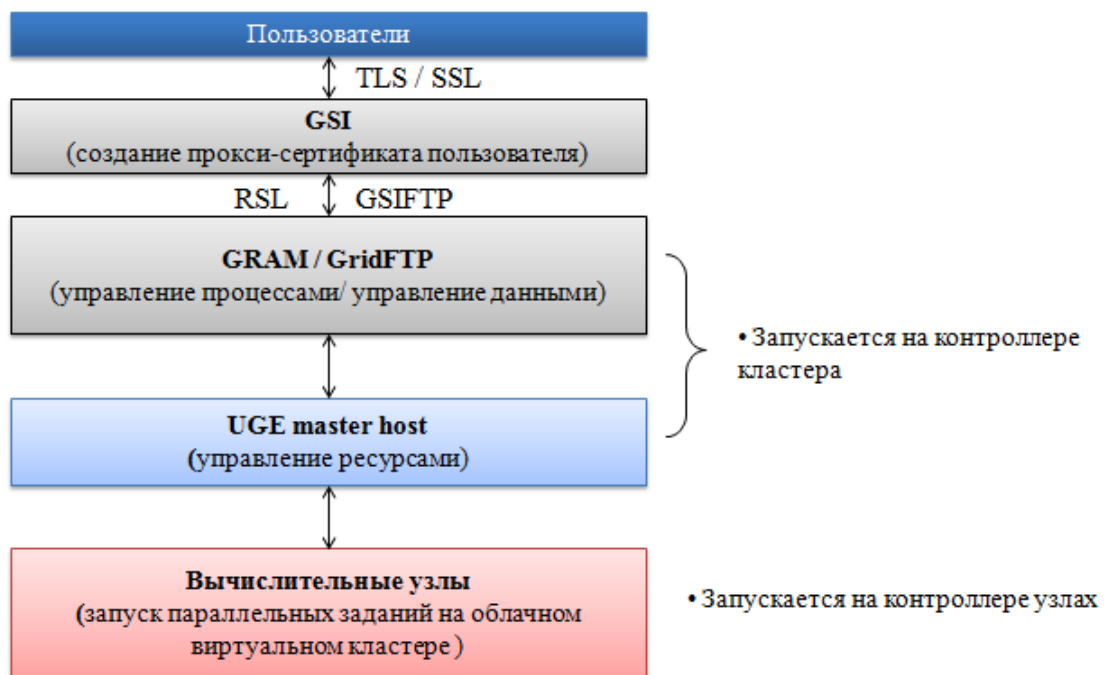 Пользователи
TLS / SSL
GSI
(создание прокси-сертификата пользователя)
RSL GSIFTP
GRAM / GridFTP
(управление процессами/ управление данными)
• Запускается на контроллере
кластера
UGE master host
(управление ресурсами)
Вычислительные узлы
(запуск параллельных заданий на облачном
виртуальном кластере )
• Запускается на контроллере узлах